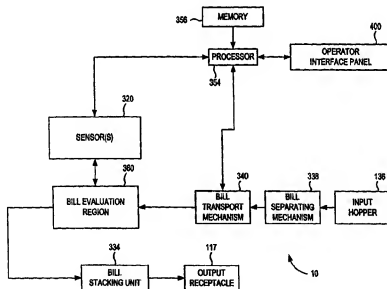 356
MEMORY
400
PROCESSOR
354
OPERATOR
INTERFACE PANEL
320
SENSOR(S)
360
BILL EVALUATION
REGION
340
BILL
TRANSPORT
MECHANISM
338
BILL
SEPARATING
MECHANISM
136
INPUT
HOPPER
334
BILL
STACKING UNIT
117
OUTPUT
RECEPTACLE
10